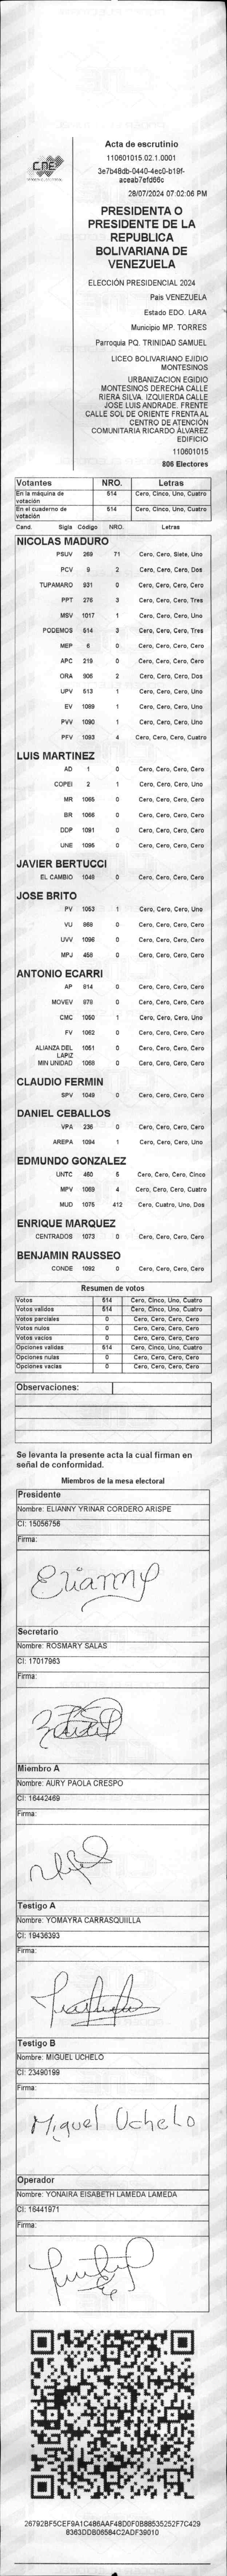 CNE
Acta de escrutinio
110601015.02.1.0001
3e7b48db-0440-4ec0-b19f-
aceab7efd66c
28/07/2024 07:02:06 PM
PRESIDENTA O
PRESIDENTE DE LA
REPUBLICA
BOLIVARIANA DE
VENEZUELA
ELECCIÓN PRESIDENCIAL 2024
País VENEZUELA
Estado EDO. LARA
Municipio MP. TORRES
Parroquia PQ. TRINIDAD SAMUEL
LICEO BOLIVARIANO EJIDIO
MONTESINOS
URBANIZACION EGIDIO
MONTESINOS DERECHA CALLE
RIERA SILVA. IZQUIERDA CALLE
JOSE LUIS ANDRADE. FRENTE
CALLE SOL DE ORIENTE FRENTA AL
CENTRO DE ATENCIÓN
COMUNITARIA RICARDO ÁLVAREZ
EDIFICIO
110601015
806 Electores
Votantes NRO. Letras
En la máquina de votación 514 Cero, Cinco, Uno, Cuatro
En el cuaderno de votación 514 Cero, Cinco, Uno, Cuatro
Cand. Sigla Código NRO. Letras
NICOLAS MADURO
PSUV 269 71 Cero, Cero, Siete, Uno
PCV 9 2 Cero, Cero, Cero, Dos
TUPAMARO 931 0 Cero, Cero, Cero, Cero
PPT 276 3 Cero, Cero, Cero, Tres
MSV 1017 1 Cero, Cero, Cero, Uno
PODEMOS 514 3 Cero, Cero, Cero, Tres
MEP 6 0 Cero, Cero, Cero, Cero
APC 219 0 Cero, Cero, Cero, Cero
ORA 906 2 Cero, Cero, Cero, Dos
UPV 513 1 Cero, Cero, Cero, Uno
EV 1089 1 Cero, Cero, Cero, Uno
PVV 1090 1 Cero, Cero, Cero, Uno
PFV 1093 4 Cero, Cero, Cero, Cuatro
LUIS MARTINEZ
AD 1 0 Cero, Cero, Cero, Cero
COPEI 2 1 Cero, Cero, Cero, Uno
MR 1065 0 Cero, Cero, Cero, Cero
BR 1066 0 Cero, Cero, Cero, Cero
DDP 1091 0 Cero, Cero, Cero, Cero
UNE 1095 0 Cero, Cero, Cero, Cero
JAVIER BERTUCCI
EL CAMBIO 1048 0 Cero, Cero, Cero, Cero
JOSE BRITO
PV 1053 1 Cero, Cero, Cero, Uno
VU 868 0 Cero, Cero, Cero, Cero
UVV 1096 0 Cero, Cero, Cero, Cero
MPJ 458 0 Cero, Cero, Cero, Cero
ANTONIO ECARRI
AP 814 0 Cero, Cero, Cero, Cero
MOVEV 878 0 Cero, Cero, Cero, Cero
CMC 1050 1 Cero, Cero, Cero, Uno
FV 1062 0 Cero, Cero, Cero, Cero
ALIANZA DEL LAPIZ 1051 0 Cero, Cero, Cero, Cero
MIN UNIDAD 1068 0 Cero, Cero, Cero, Cero
CLAUDIO FERMIN
SPV 1049 0 Cero, Cero, Cero, Cero
DANIEL CEBALLOS
VPA 236 0 Cero, Cero, Cero, Cero
AREPA 1094 1 Cero, Cero, Cero, Uno
EDMUNDO GONZALEZ
UNTC 460 5 Cero, Cero, Cero, Cinco
MPV 1069 4 Cero, Cero, Cero, Cuatro
MUD 1075 412 Cero, Cuatro, Uno, Dos
ENRIQUE MARQUEZ
CENTRADOS 1073 0 Cero, Cero, Cero, Cero
BENJAMIN RAUSSEO
CONDE 1092 0 Cero, Cero, Cero, Cero
Resumen de votos
Votos 514 Cero, Cinco, Uno, Cuatro
Votos validos 514 Cero, Cinco, Uno, Cuatro
Votos parciales 0 Cero, Cero, Cero, Cero
Votos nulos 0 Cero, Cero, Cero, Cero
Votos vacios 0 Cero, Cero, Cero, Cero
Opciones validas 514 Cero, Cinco, Uno, Cuatro
Opciones nulas 0 Cero, Cero, Cero, Cero
Opciones vacias 0 Cero, Cero, Cero, Cero
Observaciones:
Se levanta la presente acta la cual firman en
señal de conformidad.
Miembros de la mesa electoral
Presidente
Nombre: ELIANNY YRINAR CORDERO ARISPE
CI: 15056756
Firma:
Elianny
Secretario
Nombre: ROSMARY SALAS
CI: 17017963
Firma:
Miembro A
Nombre: AURY PAOLA CRESPO
CI: 16442469
Firma:
Testigo A
Nombre: YOMAYRA CARRASQUIILLA
CI: 19436393
Firma:
Testigo B
Nombre: MIGUEL UCHELO
CI: 23490199
Firma:
Miguel Uchelo
Operador
Nombre: YONAIRA EISABETH LAMEDA LAMEDA
CI: 16441971
Firma:
26792BF5CEF9A1C486AAF48D0F0B88535252F7C429
8363DDB06584C2ADF39010